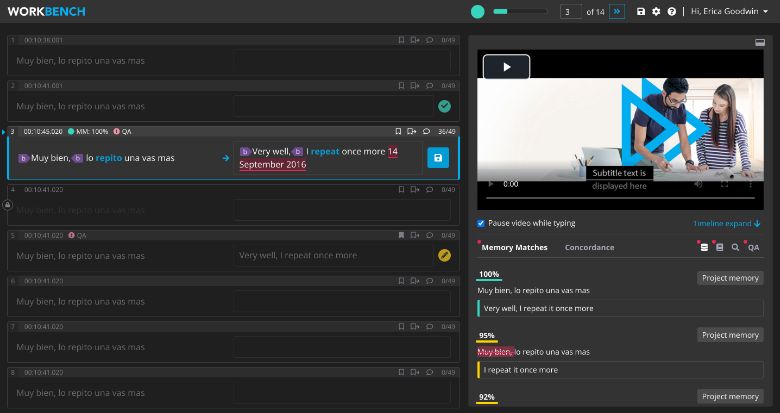 WORKBENCH
3 of 14 » Hi, Erica Goodwin
1 00:10:38.001 0/49
Muy bien, lo repito una vas mas
2 00:10:41.001 0/49
Muy bien, lo repito una vas mas
3 00:10:45.020 MM: 100% QA 36/49
b Muy bien, b lo repito una vas mas
b Very well, b I repeat once more 14
September 2016
4 00:10:41.020 0/49
Muy bien, lo repito una vas mas
5 00:10:41.020 QA 0/49
Muy bien, lo repito una vas mas
Very well, I repeat once more
6 00:10:41.020 0/49
Muy bien, lo repito una vas mas
7 00:10:41.020 0/49
Muy bien, lo repito una vas mas
8 00:10:41.020 0/49
Muy bien, lo repito una vas mas
0:00
Subtitle text is
displayed here
Pause video while typing Timeline expand
Memory Matches Concordance QA
100% Project memory
Muy bien, lo repito una vas mas
Very well, I repeat it once more
95% Project memory
Muy bien, lo repito una vas mas
I repeat it once more
92% Project memory